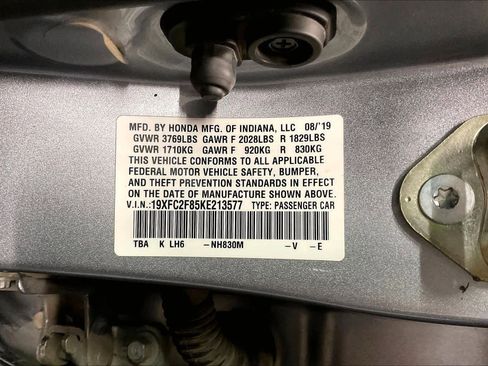 MFD. BY HONDA MFG. OF INDIANA, LLC 08/'19
GVWR 3769LBS GAWR F 2028LBS R 1829LBS
GVWR 1710KG GAWR F 920KG R 830KG
THIS VEHICLE CONFORMS TO ALL APPLICABLE
FEDERAL MOTOR VEHICLE SAFETY, BUMPER,
AND THEFT PREVENTION STANDARDS IN EFFECT
ON THE DATE OF MANUFACTURE SHOWN ABOVE.
V.I.N.: 19XFC2F85KE213577 TYPE: PASSENGER CAR
TBA K LH6 -NH830M -V -E